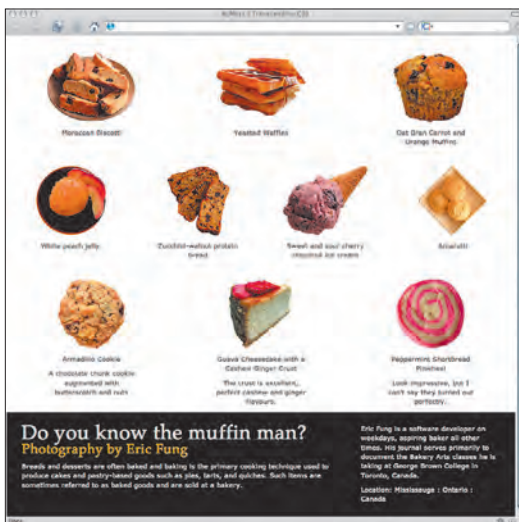 Moroccan Biscotti
Yeasted Waffles
Oat Bran Carrot and
Orange Muffins
White peach jelly
Zucchini-walnut protein
bread
Sweet and sour cherry
ice cream
Amaretti
Armadillo Cookie
A chocolate chunk cookie
augmented with
butterscotch and nuts
Guava Cheesecake with a
Cashew Ginger Crust
The crust is excellent,
perfect cashew and ginger
flavours.
Peppermint Shortbread
Pinwheel
Look impressive, but I
can't say they turned out
perfectly.
Do you know the muffin man?
Photography by Eric Fung
Breads and desserts are often baked and baking is the primary cooking technique used to
produce cakes and pastry-based goods such as pies, tarts, and quiches. Such items are
sometimes referred to as baked goods and are sold at a bakery.
Eric Fung is a software developer on
weekdays, aspiring baker all other
times. His journal serves primarily to
document the Bakery Arts classes he is
taking at George Brown College in
Toronto, Canada.
Location: Mississauga : Ontario :
Canada